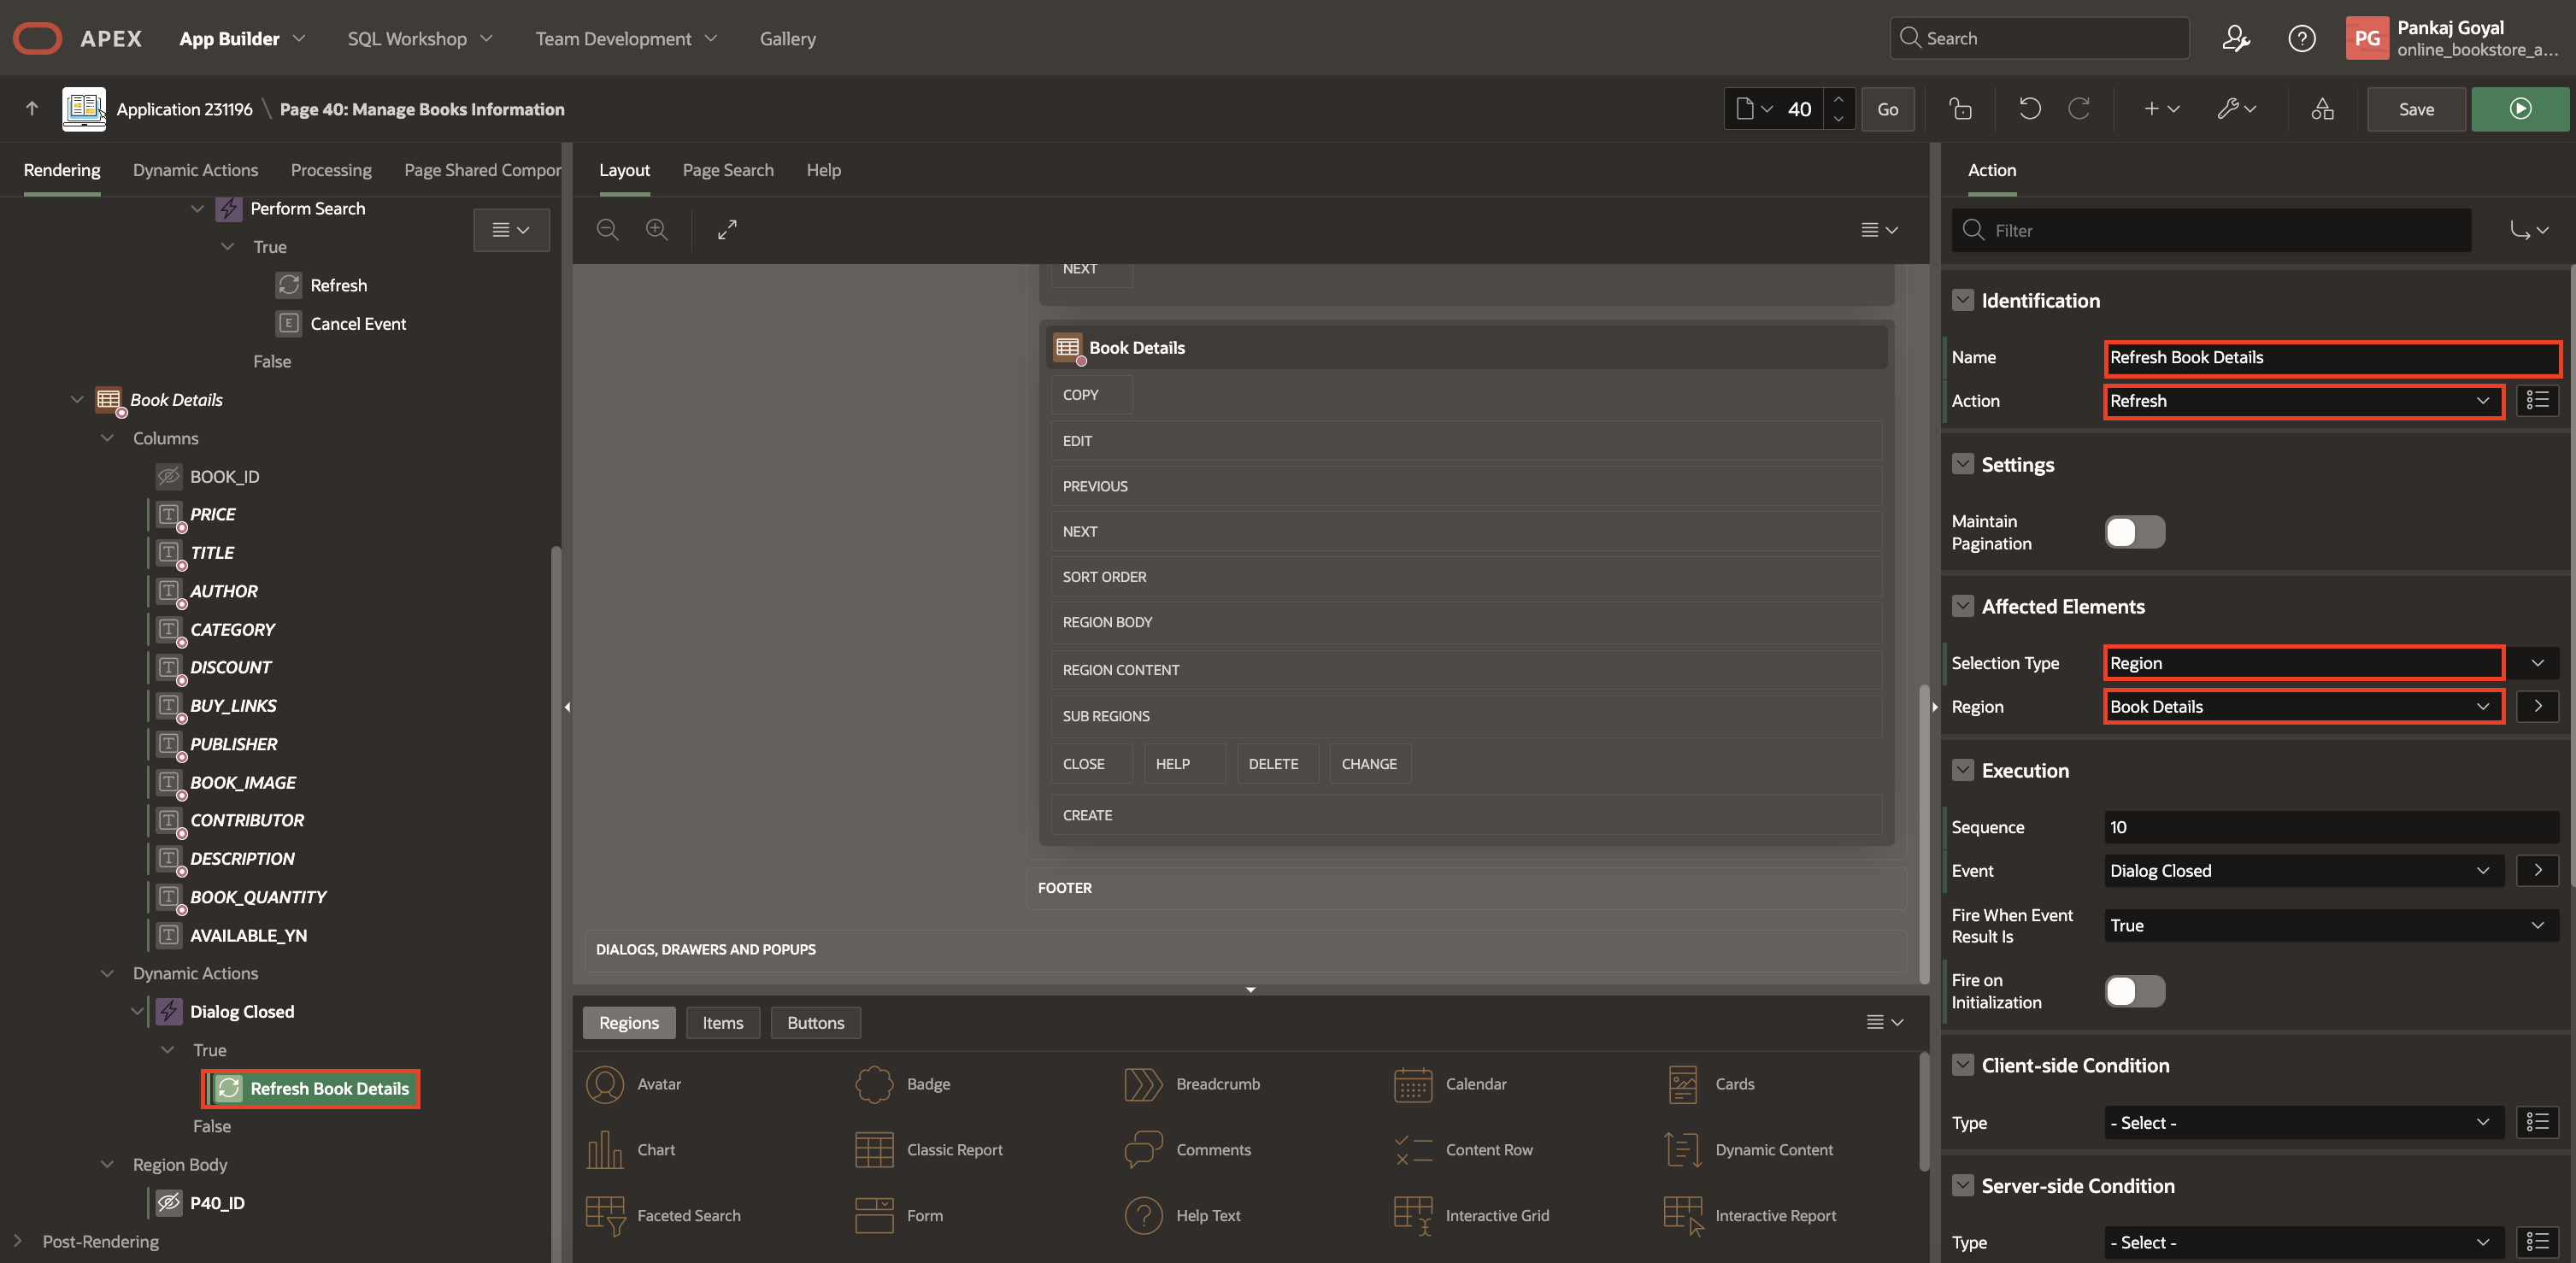 APEX App Builder SQL Workshop Team Development Gallery Search PG Pankaj Goyal
online_bookstore_a...
Application 231196 \ Page 40: Manage Books Information 40 Go Save
Rendering Dynamic Actions Processing Page Shared Compor
Perform Search
True
Refresh
E Cancel Event
False
Book Details
Columns
BOOK_ID
PRICE
TITLE
AUTHOR
CATEGORY
DISCOUNT
BUY_LINKS
PUBLISHER
BOOK_IMAGE
CONTRIBUTOR
DESCRIPTION
BOOK_QUANTITY
AVAILABLE_YN
Dynamic Actions
Dialog Closed
True
Refresh Book Details
False
Region Body
P40_ID
Post-Rendering
Layout Page Search Help
NEXT
Book Details
COPY
EDIT
PREVIOUS
NEXT
SORT ORDER
REGION BODY
REGION CONTENT
SUB REGIONS
CLOSE HELP DELETE CHANGE
CREATE
FOOTER
DIALOGS, DRAWERS AND POPUPS
Regions Items Buttons
Avatar Badge Breadcrumb Calendar Cards
Chart Classic Report Comments Content Row Dynamic Content
Faceted Search Form Help Text Interactive Grid Interactive Report
Action
Filter
Identification
Name Refresh Book Details
Action Refresh
Settings
Maintain
Pagination
Affected Elements
Selection Type Region
Region Book Details
Execution
Sequence 10
Event Dialog Closed
Fire When Event
Result Is True
Fire on
Initialization
Client-side Condition
Type - Select -
Server-side Condition
Type - Select -